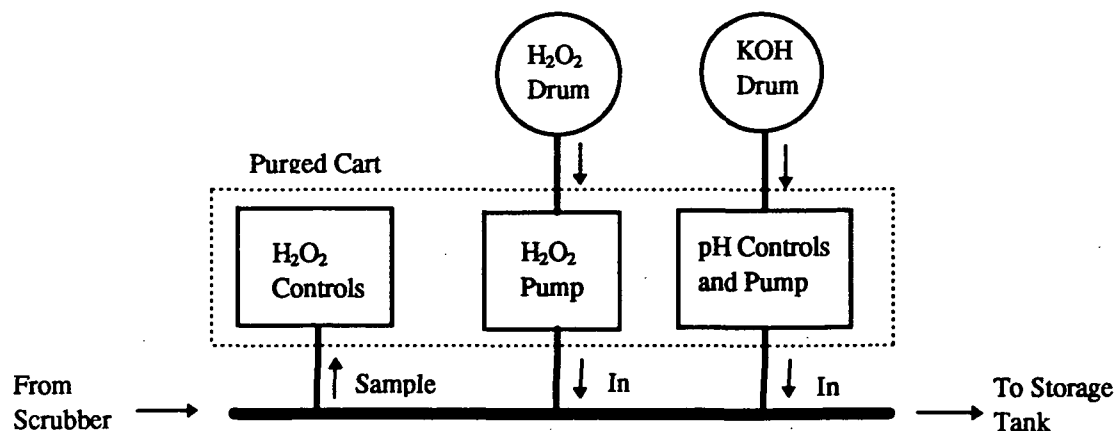 H₂O₂
Drum
KOH
Drum
Purged Cart
H₂O₂
Controls
H₂O₂
Pump
pH Controls
and Pump
From
Scrubber
Sample
In
In
To Storage
Tank